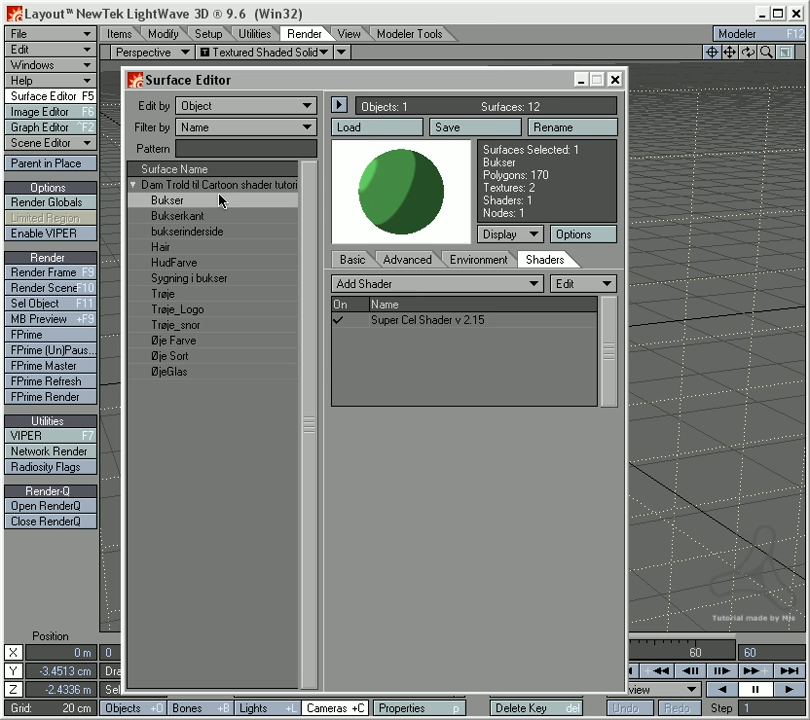 Layout™ NewTek LightWave 3D ® 9.6 (Win32)
File
Items
Modify
Setup
Utilities
Render
View
Modeler Tools
Modeler F12
Edit
Perspective
Textured Shaded Solid
Windows
Help
Surface Editor F5
Image Editor F6
Graph Editor ^F2
Scene Editor
Parent in Place
Options
Render Globals
Limited Region
Enable VIPER
Render
Render Frame F9
Render Scene F10
Sel Object F11
MB Preview +F9
FPrime
FPrime (Un)Paus...
FPrime Master
FPrime Refresh
FPrime Render
Utilities
VIPER F7
Network Render
Radiosity Flags
Render-Q
Open RenderQ
Close RenderQ
Surface Editor
Edit by
Object
Filter by
Name
Pattern
Surface Name
Dam Trold til Cartoon shader tutori
Bukser
Bukserkant
bukserinderside
Hair
HudFarve
Sygning i bukser
Trøje
Trøje_Logo
Trøje_snor
Øje Farve
Øje Sort
ØjeGlas
Objects: 1
Surfaces: 12
Load
Save
Rename
Surfaces Selected: 1
Bukser
Polygons: 170
Textures: 2
Shaders: 1
Nodes: 1
Display
Options
Basic
Advanced
Environment
Shaders
Add Shader
Edit
On
Name
Super Cel Shader v 2.15
Tutorial made by Njs
Position
X
0 m
0
60
60
Y
-3.4513 m
Z
-2.4336 m
Grid:
20 cm
Objects +O
Bones +B
Lights +L
Cameras +C
Properties p
Delete Key del
Undo
Redo
Step
1